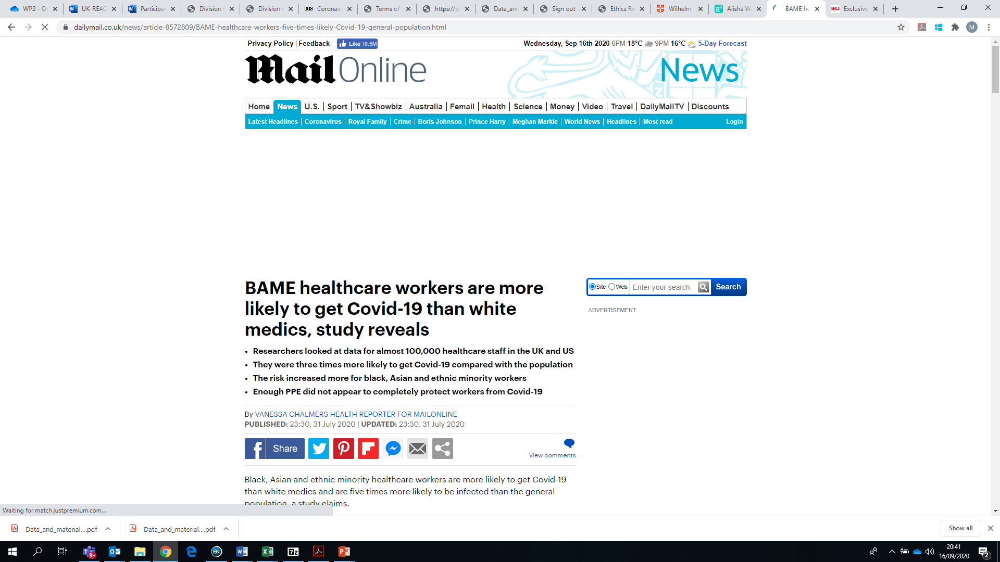 WP2 - Or
UK-REAC
Participa
Division
Division
BBC Coronavi
Terms of
https://pl
Data_and
Sign out
Ethics Re
Wilhelm
Alisha W
BAME he
HSJ Exclusive
dailymail.co.uk/news/article-8572809/BAME-healthcare-workers-five-times-likely-Covid-19-general-population.html
M
Privacy Policy | Feedback Like 16.5M
Wednesday, Sep 16th 2020 6PM 18°C 9PM 16°C 5-Day Forecast
Mail Online
News
Home News U.S. Sport TV&Showbiz Australia Femail Health Science Money Video Travel DailyMailTV Discounts
Latest Headlines Coronavirus Royal Family Crime Boris Johnson Prince Harry Meghan Markle World News Headlines Most read Login
BAME healthcare workers are more
likely to get Covid-19 than white
medics, study reveals
Site Web Enter your search Search
ADVERTISEMENT
• Researchers looked at data for almost 100,000 healthcare staff in the UK and US
• They were three times more likely to get Covid-19 compared with the population
• The risk increased more for black, Asian and ethnic minority workers
• Enough PPE did not appear to completely protect workers from Covid-19
By VANESSA CHALMERS HEALTH REPORTER FOR MAILONLINE
PUBLISHED: 23:30, 31 July 2020 | UPDATED: 23:30, 31 July 2020
Share
View comments
Black, Asian and ethnic minority healthcare workers are more likely to get Covid-19
than white medics and are five times more likely to be infected than the general
population, a study claims.
Waiting for match.justpremium.com...
Data_and_material....pdf
Data_and_material....pdf
Show all
9+
EN
7z
20:41
16/09/2020
2